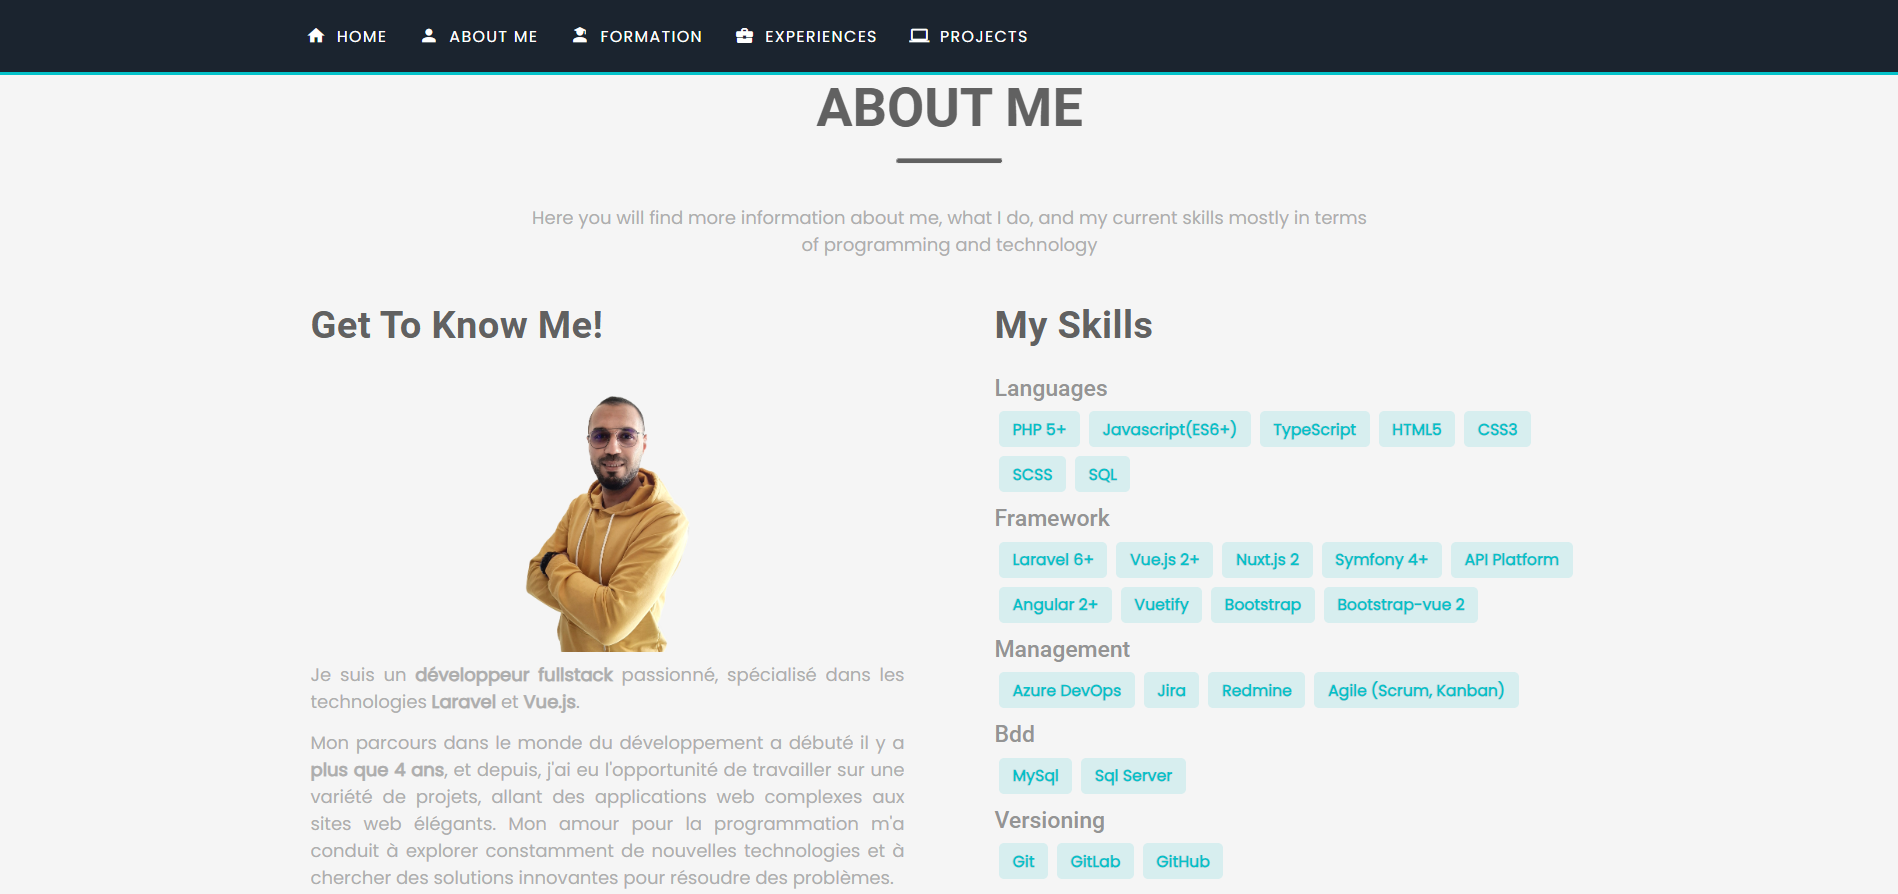 HOME ABOUT ME FORMATION EXPERIENCES PROJECTS
ABOUT ME
Here you will find more information about me, what I do, and my current skills mostly in terms
of programming and technology
Get To Know Me!
Je suis un développeur fullstack passionné, spécialisé dans les
technologies Laravel et Vue.js.
Mon parcours dans le monde du développement a débuté il y a
plus que 4 ans, et depuis, j'ai eu l'opportunité de travailler sur une
variété de projets, allant des applications web complexes aux
sites web élégants. Mon amour pour la programmation m'a
conduit à explorer constamment de nouvelles technologies et à
chercher des solutions innovantes pour résoudre des problèmes.
My Skills
Languages
PHP 5+ Javascript(ES6+) TypeScript HTML5 CSS3
SCSS SQL
Framework
Laravel 6+ Vue.js 2+ Nuxt.js 2 Symfony 4+ API Platform
Angular 2+ Vuetify Bootstrap Bootstrap-vue 2
Management
Azure DevOps Jira Redmine Agile (Scrum, Kanban)
Bdd
MySql Sql Server
Versioning
Git GitLab GitHub